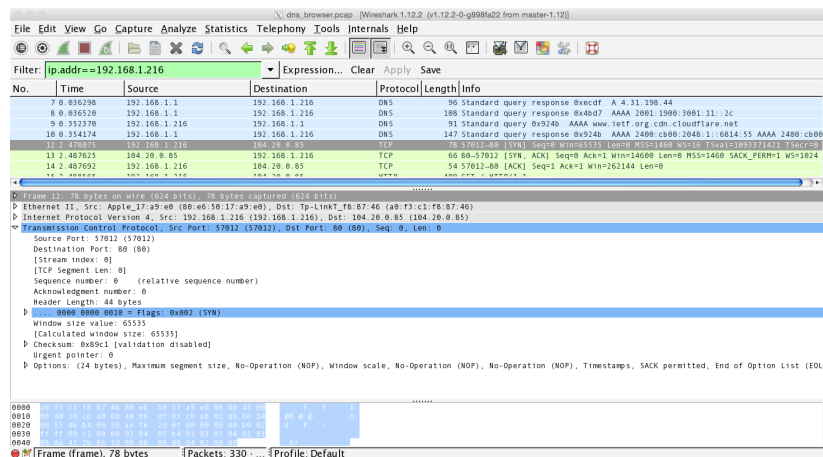 dns_browser.pcap [Wireshark 1.12.2 (v1.12.2-0-g898fa22 from master-1.12)]
File Edit View Go Capture Analyze Statistics Telephony Tools Internals Help
Filter: ip.addr==192.168.1.216 Expression... Clear Apply Save
No. Time Source Destination Protocol Length Info
7 0.036298 192.168.1.1 192.168.1.216 DNS 96 Standard query response 0xecdf A 4.31.198.44
8 0.036520 192.168.1.1 192.168.1.216 DNS 108 Standard query response 0x4bd7 AAAA 2001:1900:3001:11::2c
9 0.352370 192.168.1.216 192.168.1.1 DNS 91 Standard query 0x924b AAAA www.ietf.org.cdn.cloudflare.net
10 0.354174 192.168.1.1 192.168.1.216 DNS 147 Standard query response 0x924b AAAA 2400:cb00:2048:1::6814:55 AAAA 2400:cb00
12 2.478075 192.168.1.216 104.20.0.85 TCP 78 57012→80 [SYN] Seq=0 Win=65535 Len=0 MSS=1460 WS=16 TSval=1093371421 TSecr=0
13 2.487625 104.20.0.85 192.168.1.216 TCP 66 80→57012 [SYN, ACK] Seq=0 Ack=1 Win=14600 Len=0 MSS=1460 SACK_PERM=1 WS=1024
14 2.487692 192.168.1.216 104.20.0.85 TCP 54 57012→80 [ACK] Seq=1 Ack=1 Win=262144 Len=0
Frame 12: 78 bytes on wire (624 bits), 78 bytes captured (624 bits)
Ethernet II, Src: Apple_17:a9:e0 (80:e6:50:17:a9:e0), Dst: Tp-LinkT_f8:87:46 (a0:f3:c1:f8:87:46)
Internet Protocol Version 4, Src: 192.168.1.216 (192.168.1.216), Dst: 104.20.0.85 (104.20.0.85)
Transmission Control Protocol, Src Port: 57012 (57012), Dst Port: 80 (80), Seq: 0, Len: 0
Source Port: 57012 (57012)
Destination Port: 80 (80)
[Stream index: 0]
[TCP Segment Len: 0]
Sequence number: 0 (relative sequence number)
Acknowledgment number: 0
Header Length: 44 bytes
.... 0000 0000 0010 = Flags: 0x002 (SYN)
Window size value: 65535
[Calculated window size: 65535]
Checksum: 0x89c1 [validation disabled]
Urgent pointer: 0
Options: (24 bytes), Maximum segment size, No-Operation (NOP), Window scale, No-Operation (NOP), No-Operation (NOP), Timestamps, SACK permitted, End of Option List (EOL
0000
0010
0020
0030
0040
Frame (frame), 78 bytes Packets: 330 · ... Profile: Default